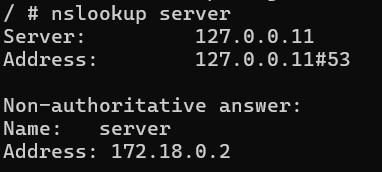 / # nslookup server
Server:         127.0.0.11
Address:        127.0.0.11#53

Non-authoritative answer:
Name:   server
Address: 172.18.0.2